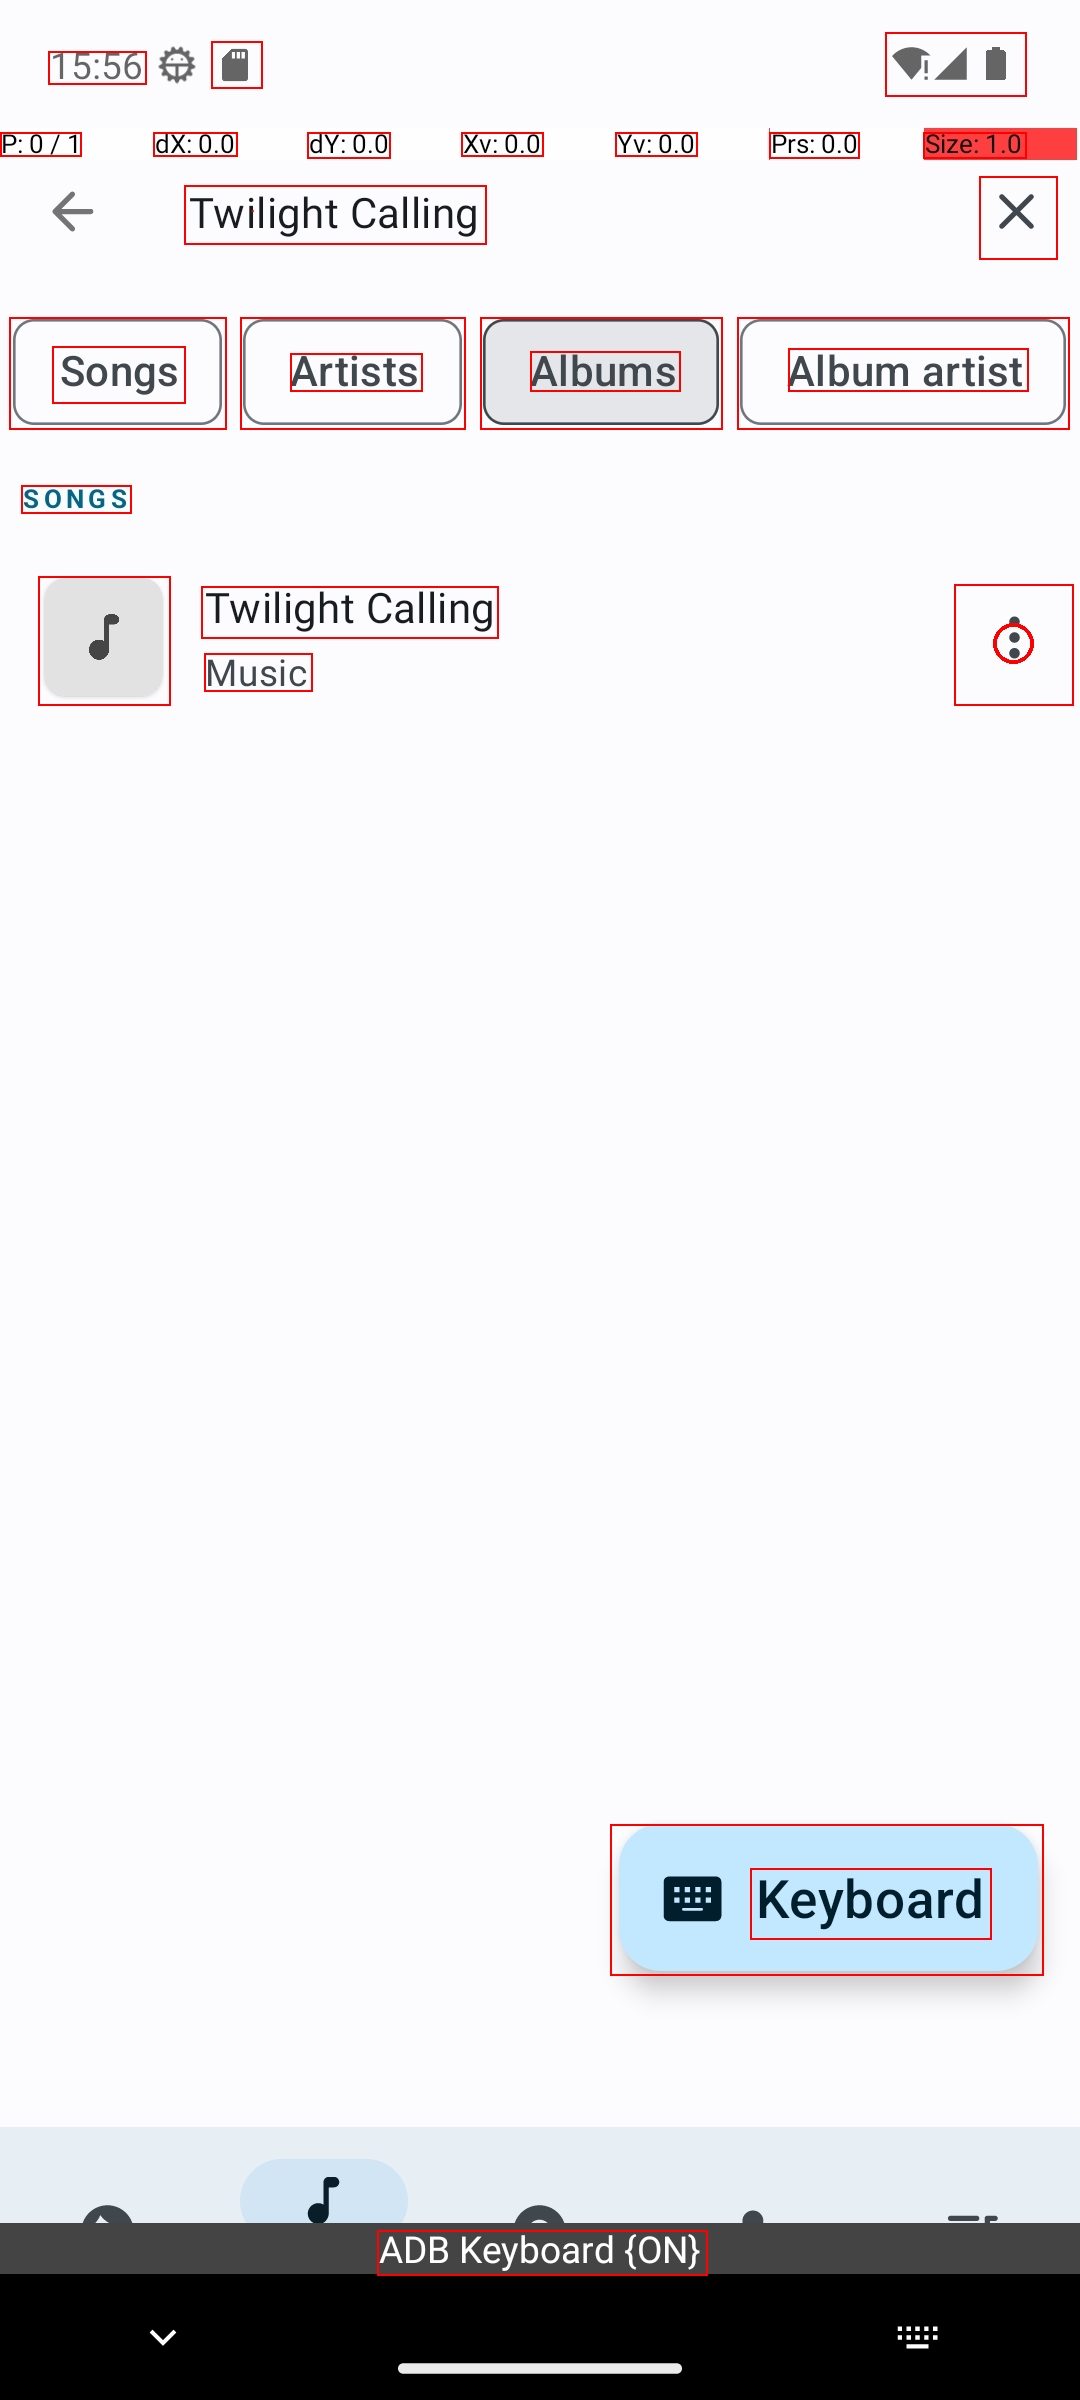 15:56
P: 0 / 1 dX: 0.0 dY: 0.0 Xv: 0.0 Yv: 0.0 Prs: 0.0 Size: 1.0
Twilight Calling
Songs Artists Albums Album artist
SONGS
Twilight Calling
Music
Keyboard
ADB Keyboard {ON}